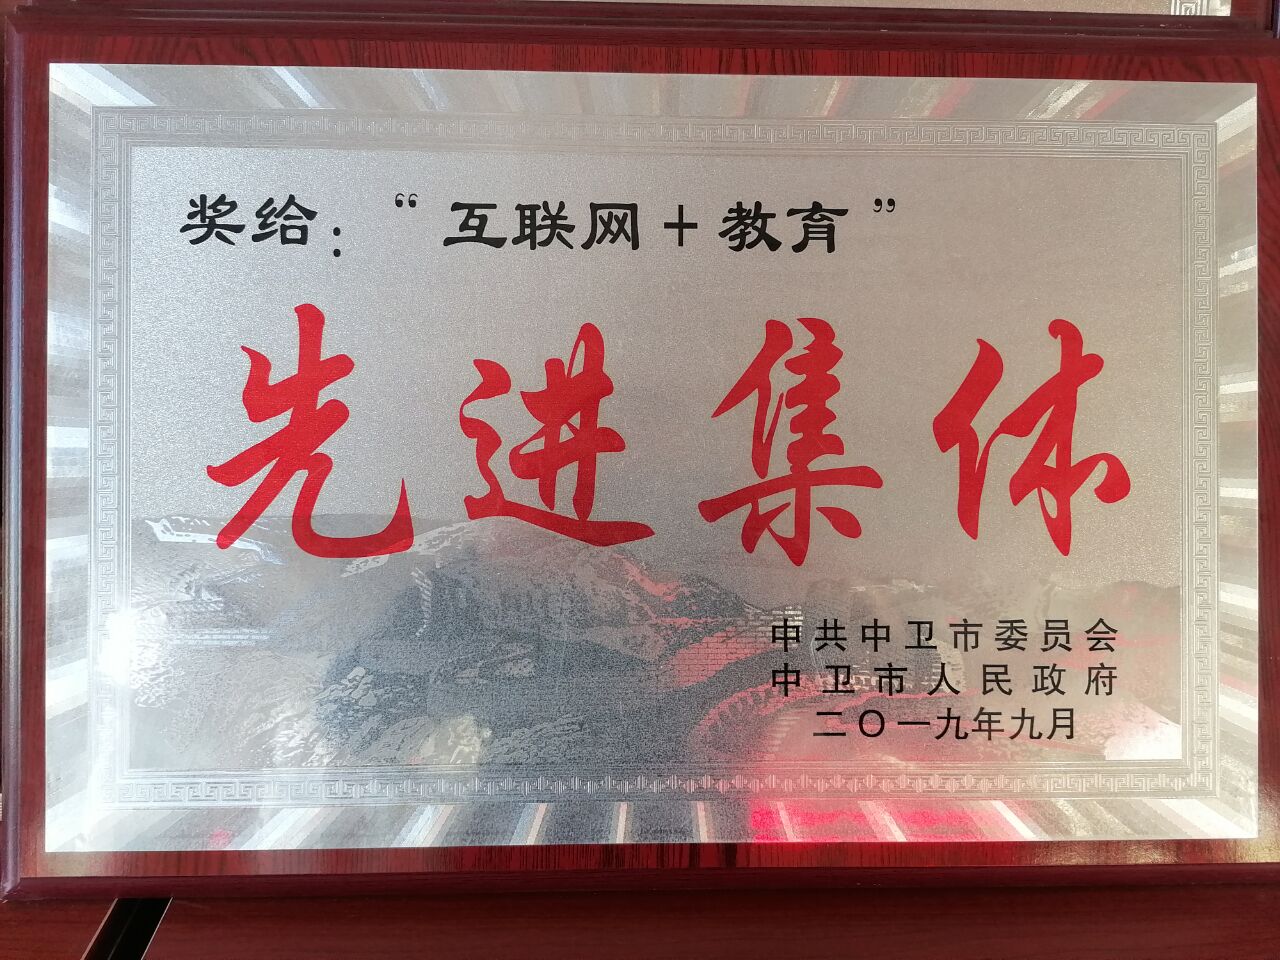 奖给：“互联网＋教育”
先进集体
中共中卫市委员会
中卫市人民政府
二〇一九年九月